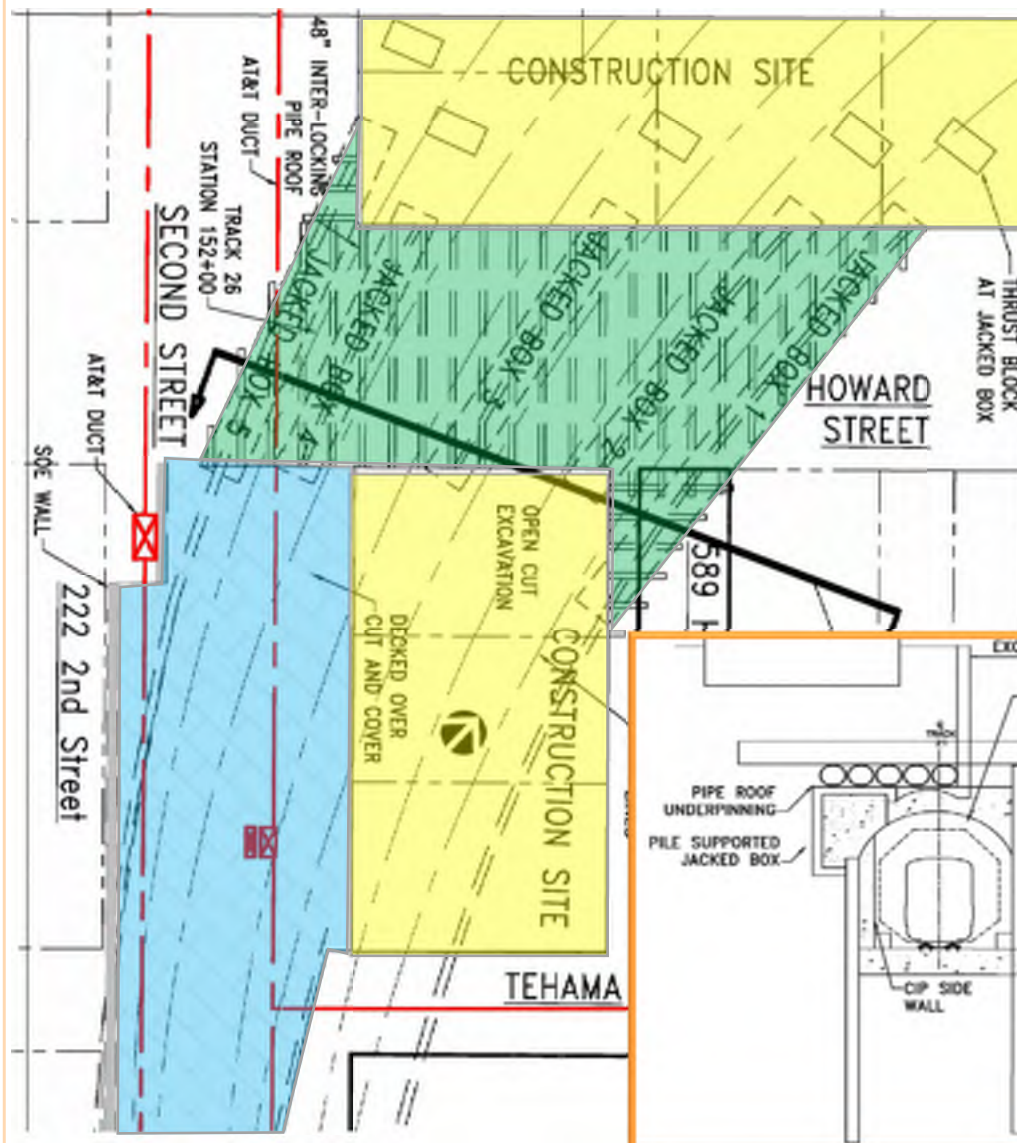 CONSTRUCTION SITE
48" INTER-LOCKING
PIPE ROOF
AT&T DUCT
TRACK 26
STATION 152+00
SECOND STREET
THRUST BLOCK
AT JACKED BOX
JACKED BOX 5
JACKED BOX 4
JACKED BOX 3
JACKED BOX 2
JACKED BOX 1
HOWARD
STREET
AT&T DUCT
SOE WALL
222 2nd Street
OPEN CUT
EXCAVATION
DECKED OVER
CUT AND COVER
CONSTRUCTION SITE
589
TEHAMA
TRACK
PIPE ROOF
UNDERPINNING
PILE SUPPORTED
JACKED BOX
CIP SIDE
WALL